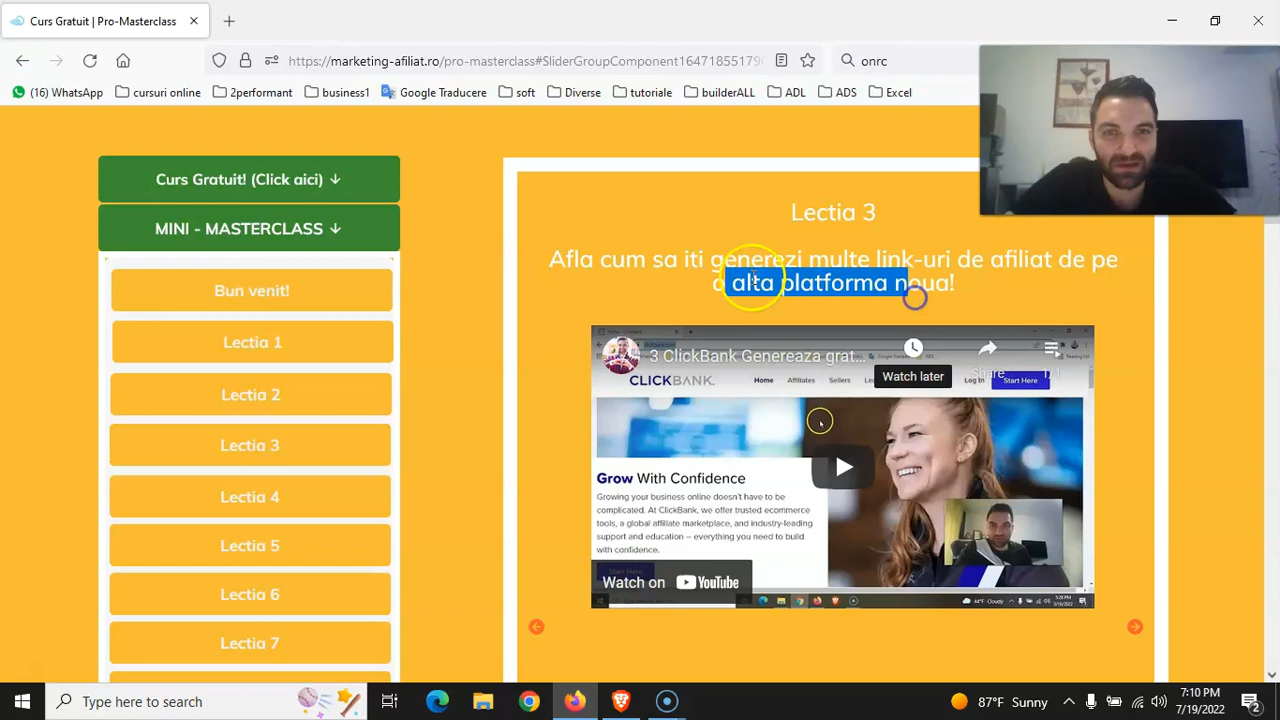 Curs Gratuit | Pro-Masterclass
https://marketing-afiliat.ro/pro-masterclass#SliderGroupComponent1647185517
onrc
(16) WhatsApp
cursuri online
2performant
business1
Google Traducere
soft
Diverse
tutoriale
builderALL
ADL
ADS
Excel
Curs Gratuit! (Click aici) ↓
MINI - MASTERCLASS ↓
Bun venit!
Lectia 1
Lectia 2
Lectia 3
Lectia 4
Lectia 5
Lectia 6
Lectia 7
Lectia 3
Afla cum sa iti generezi multe link-uri de afiliat de pe
o alta platforma noua!
3 ClickBank Genereaza grat...
CLICKBANK.
Home
Affiliates
Sellers
Log In
Start Here
Watch later
Share
1/1
Grow With Confidence
Growing your business online doesn't have to be
complicated. At ClickBank, we offer trusted ecommerce
tools, a global affiliate marketplace, and industry-leading
support and education – everything you need to build
with confidence.
Watch on YouTube
44°F Cloudy
Type here to search
87°F Sunny
7:10 PM
7/19/2022
2